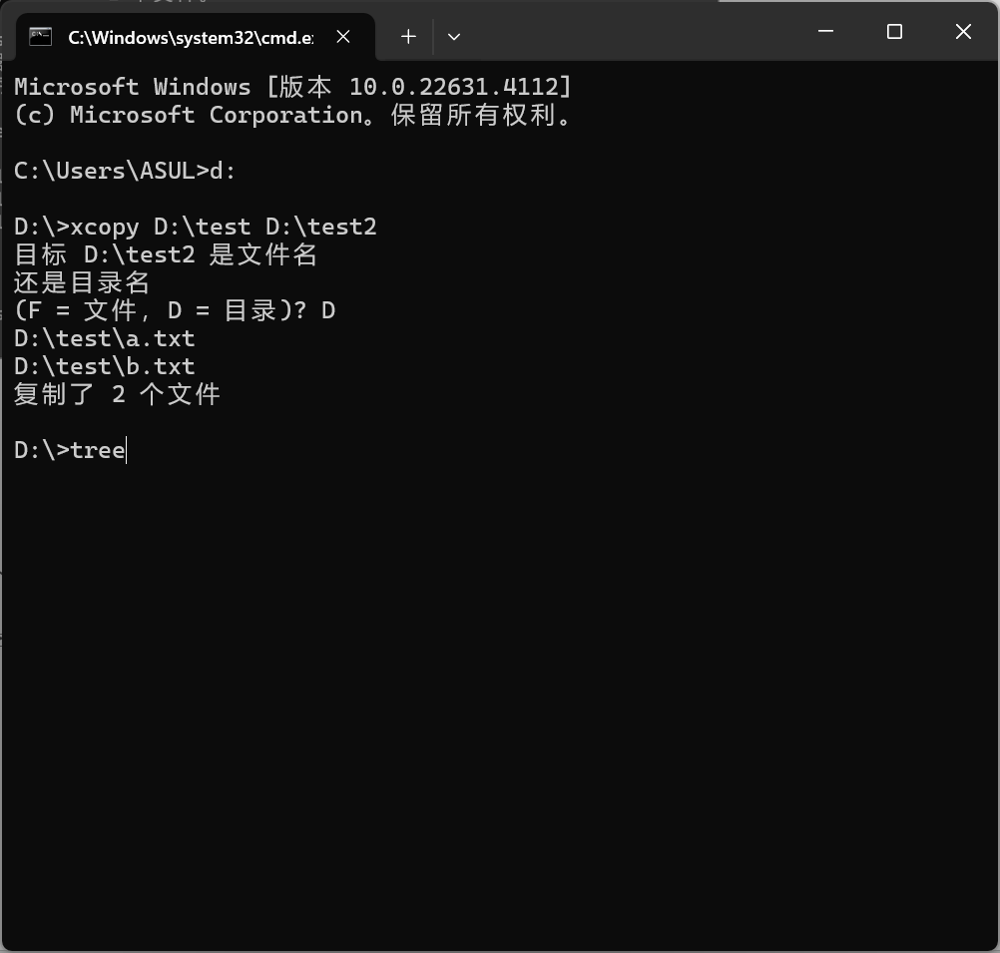 C:\Windows\system32\cmd.e
Microsoft Windows [版本 10.0.22631.4112]
(c) Microsoft Corporation。保留所有权利。
C:\Users\ASUL>d:
D:\>xcopy D:\test D:\test2
目标 D:\test2 是文件名
还是目录名
(F = 文件, D = 目录)? D
D:\test\a.txt
D:\test\b.txt
复制了 2 个文件
D:\>tree